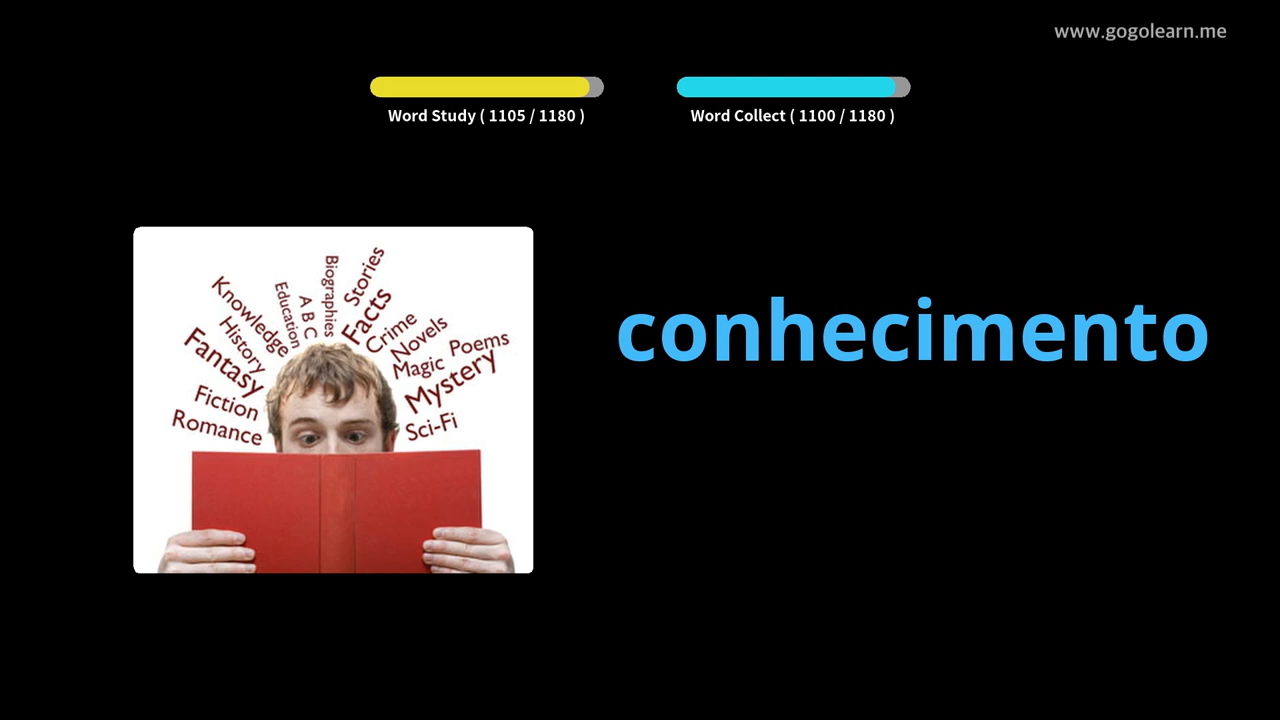 www.gogolearn.me
Word Study ( 1105 / 1180 )
Word Collect ( 1100 / 1180 )
conhecimento
Knowledge
Education
A B C
Biographies
Stories
Facts
Crime
Novels
Poems
Magic
Mystery
Sci-Fi
History
Fantasy
Fiction
Romance